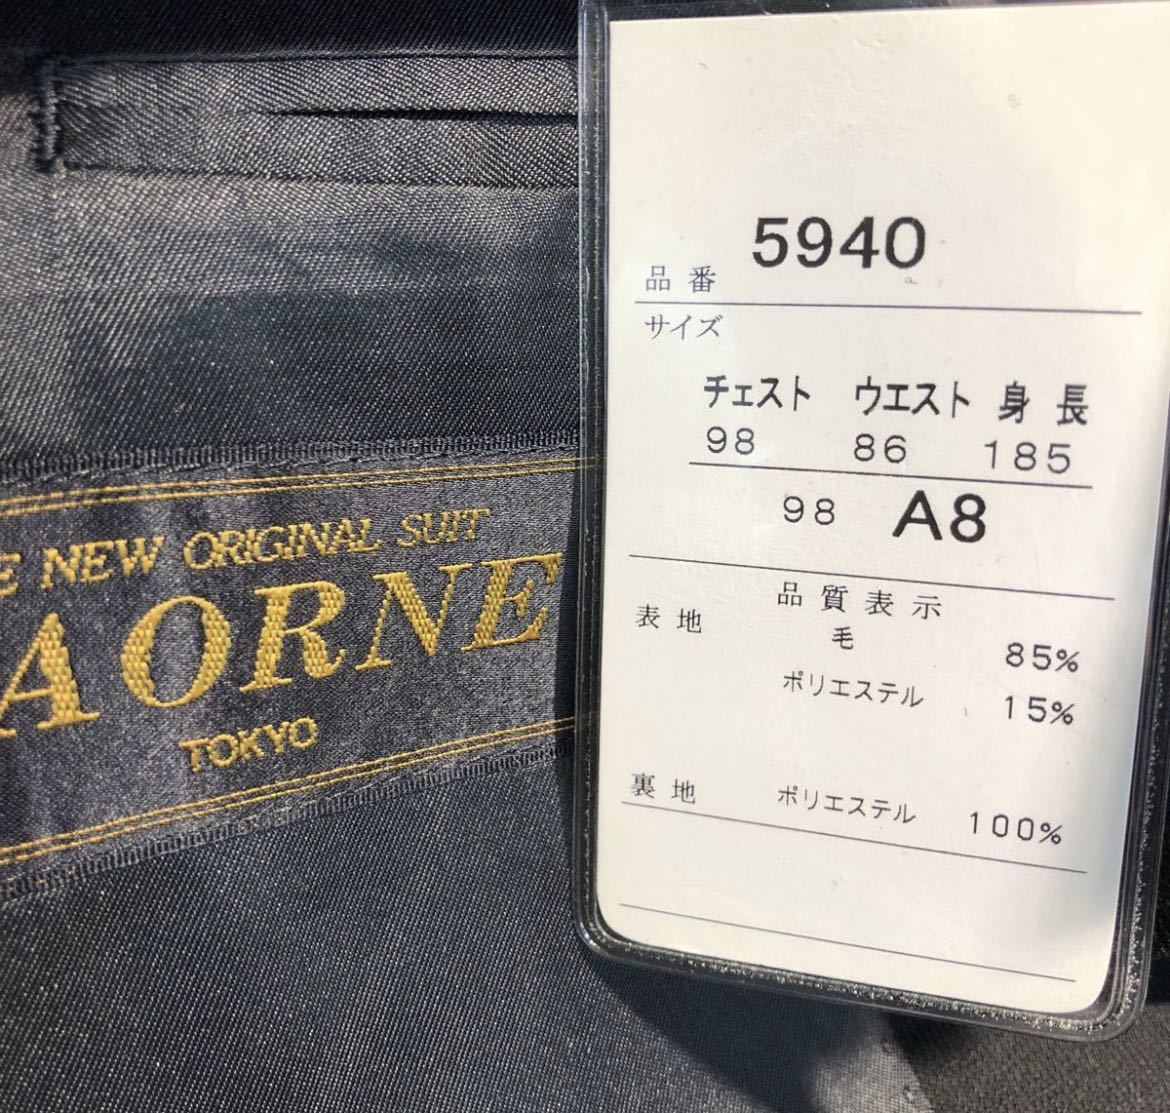 E NEW ORIGINAL SUIT
A ORNE
TOKYO
5940
品番
サイズ
チェスト ウエスト 身長
98 86 185
98 A8
品質表示
表地 毛 85%
ポリエステル 15%
裏地 ポリエステル 100%